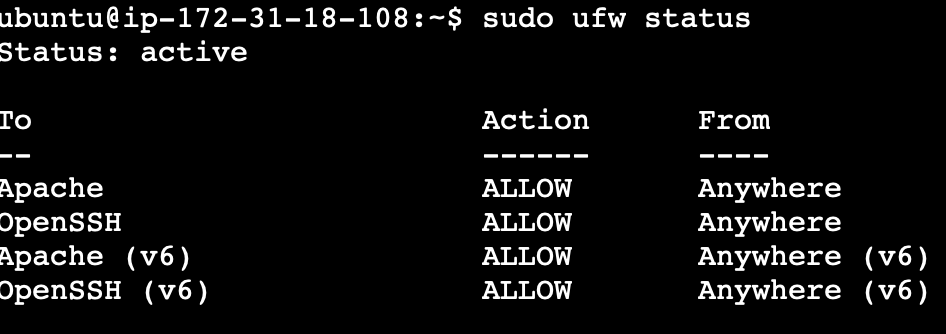 ubuntu@ip-172-31-18-108:~$ sudo ufw status
Status: active
To Action From
-- ------ ----
Apache ALLOW Anywhere
OpenSSH ALLOW Anywhere
Apache (v6) ALLOW Anywhere (v6)
OpenSSH (v6) ALLOW Anywhere (v6)